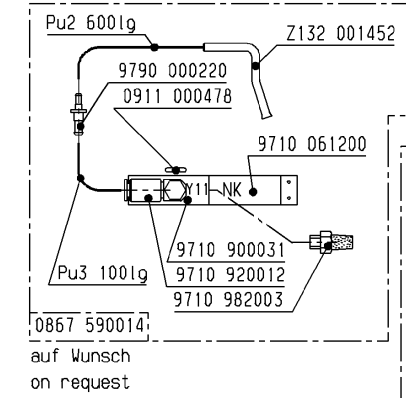 Pu2 600lg
Z132 001452
9790 000220
0911 000478
9710 061200
Y11 NK
9710 900031
Pu3 100lg
9710 920012
9710 982003
0867 590014
auf Wunsch
on request